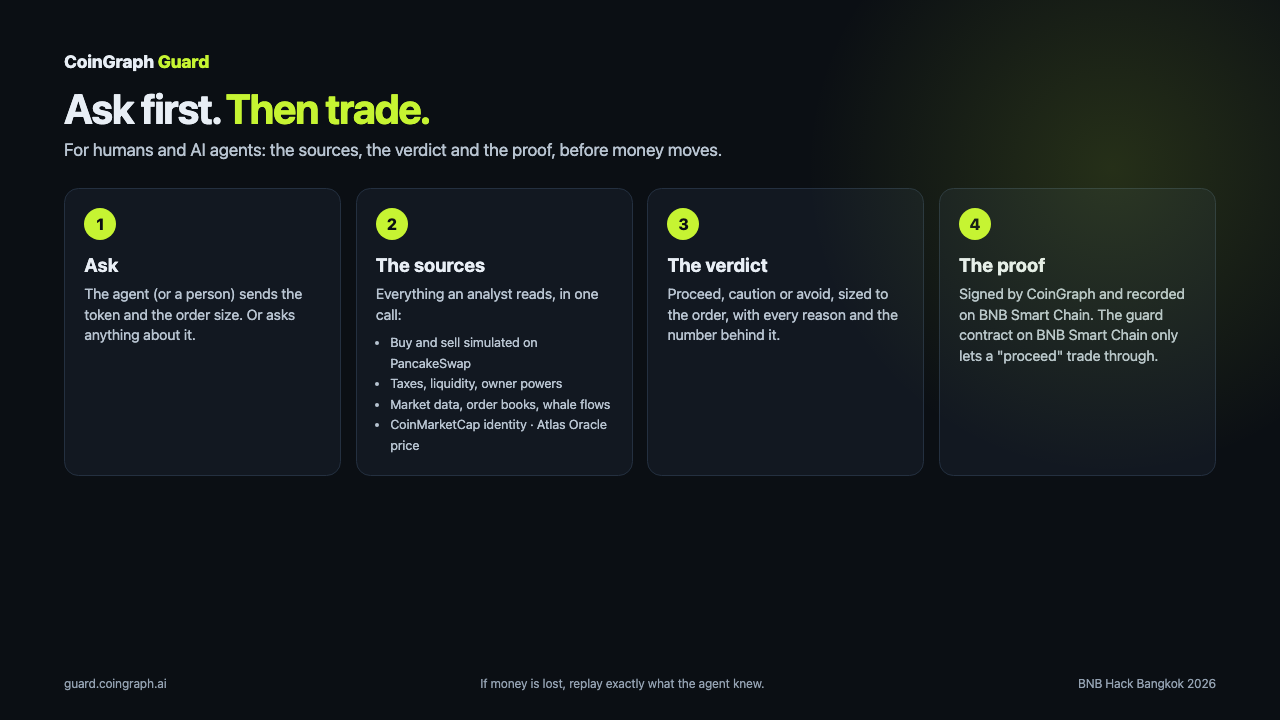 CoinGraph Guard
Ask first. Then trade.
For humans and AI agents: the sources, the verdict and the proof, before money moves.
1
Ask
The agent (or a person) sends the
token and the order size. Or asks
anything about it.
2
The sources
Everything an analyst reads, in one
call:
• Buy and sell simulated on
PancakeSwap
• Taxes, liquidity, owner powers
• Market data, order books, whale flows
• CoinMarketCap identity · Atlas Oracle
price
3
The verdict
Proceed, caution or avoid, sized to
the order, with every reason and the
number behind it.
4
The proof
Signed by CoinGraph and recorded
on BNB Smart Chain. The guard
contract on BNB Smart Chain only
lets a "proceed" trade through.
guard.coingraph.ai
If money is lost, replay exactly what the agent knew.
BNB Hack Bangkok 2026